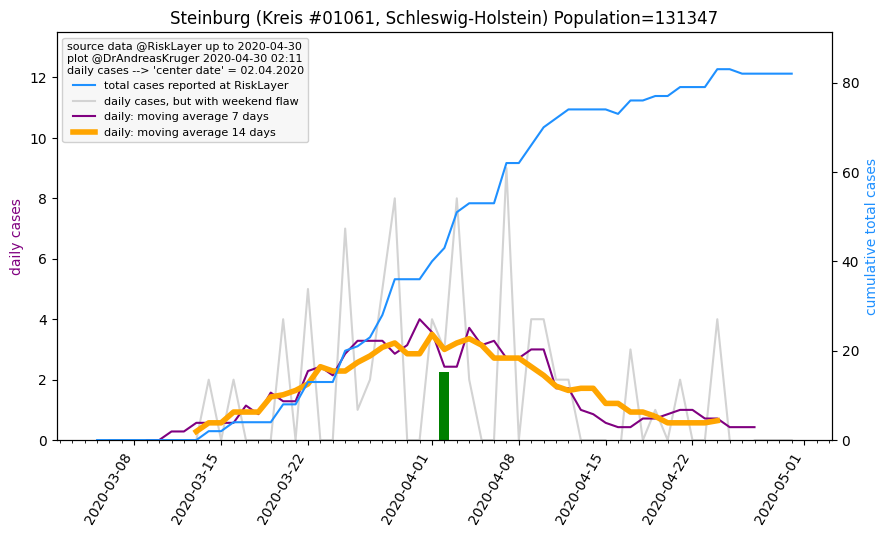 Steinburg (Kreis #01061, Schleswig-Holstein) Population=131347
source data @RiskLayer up to 2020-04-30
plot @DrAndreasKruger 2020-04-30 02:11
daily cases --> 'center date' = 02.04.2020
total cases reported at RiskLayer
daily cases, but with weekend flaw
daily: moving average 7 days
daily: moving average 14 days
daily cases
0
2
4
6
8
10
12
cumulative total cases
0
20
40
60
80
2020-03-08
2020-03-15
2020-03-22
2020-04-01
2020-04-08
2020-04-15
2020-04-22
2020-05-01